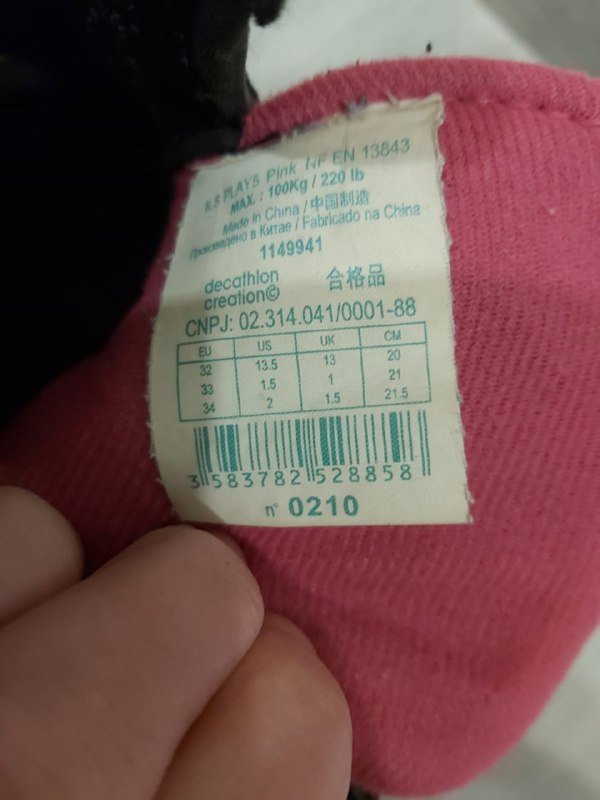 ILS PLAY5 Pink NF EN 13843
MAX. : 100Kg / 220 lb
Made in China / 中国制造
Произведено в Китае / Fabricado na China
1149941
decathlon 合格品
creation©
CNPJ: 02.314.041/0001-88
EU US UK CM
32 13.5 13 20
33 1.5 1 21
34 2 1.5 21.5
3 583782 528858
n° 0210